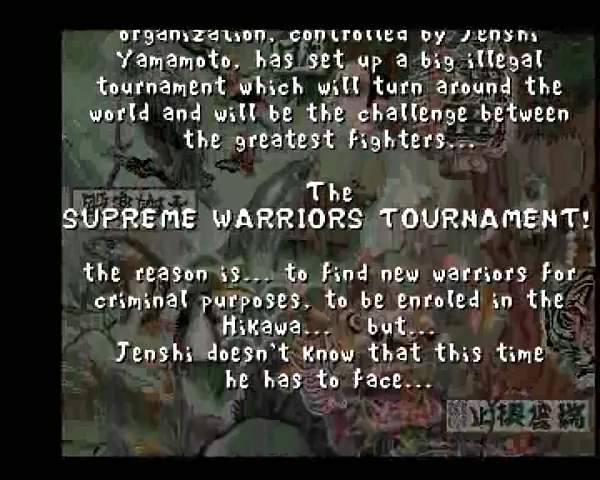 organization, controlled by Jenshi
Yamamoto, has set up a big illegal
tournament which will turn around the
world and will be the challenge between
the greatest fighters...
The
SUPREME WARRIORS TOURNAMENT!
the reason is... to find new warriors for
criminal purposes, to be enroled in the
Hikawa... but...
Jenshi doesn't know that this time
he has to face...